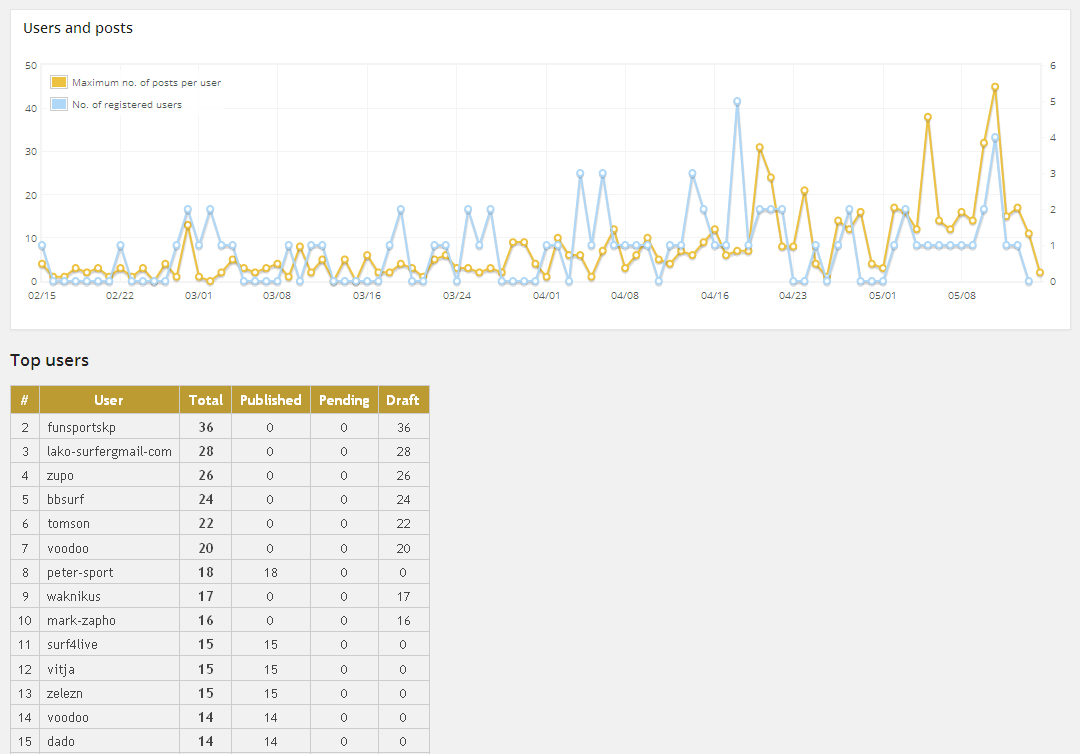 Users and posts
50 6
Maximum no. of posts per user
No. of registered users
40 5
4
30
3
20
2
10
1
0 0
02/15 02/22 03/01 03/08 03/16 03/24 04/01 04/08 04/16 04/23 05/01 05/08
Top users
# User Total Published Pending Draft
2 funsportskp 36 0 0 36
3 lako-surfergmail-com 28 0 0 28
4 zupo 26 0 0 26
5 bbsurf 24 0 0 24
6 tomson 22 0 0 22
7 voodoo 20 0 0 20
8 peter-sport 18 18 0 0
9 waknikus 17 0 0 17
10 mark-zapho 16 0 0 16
11 surf4live 15 15 0 0
12 vitja 15 15 0 0
13 zelezn 15 15 0 0
14 voodoo 14 14 0 0
15 dado 14 14 0 0